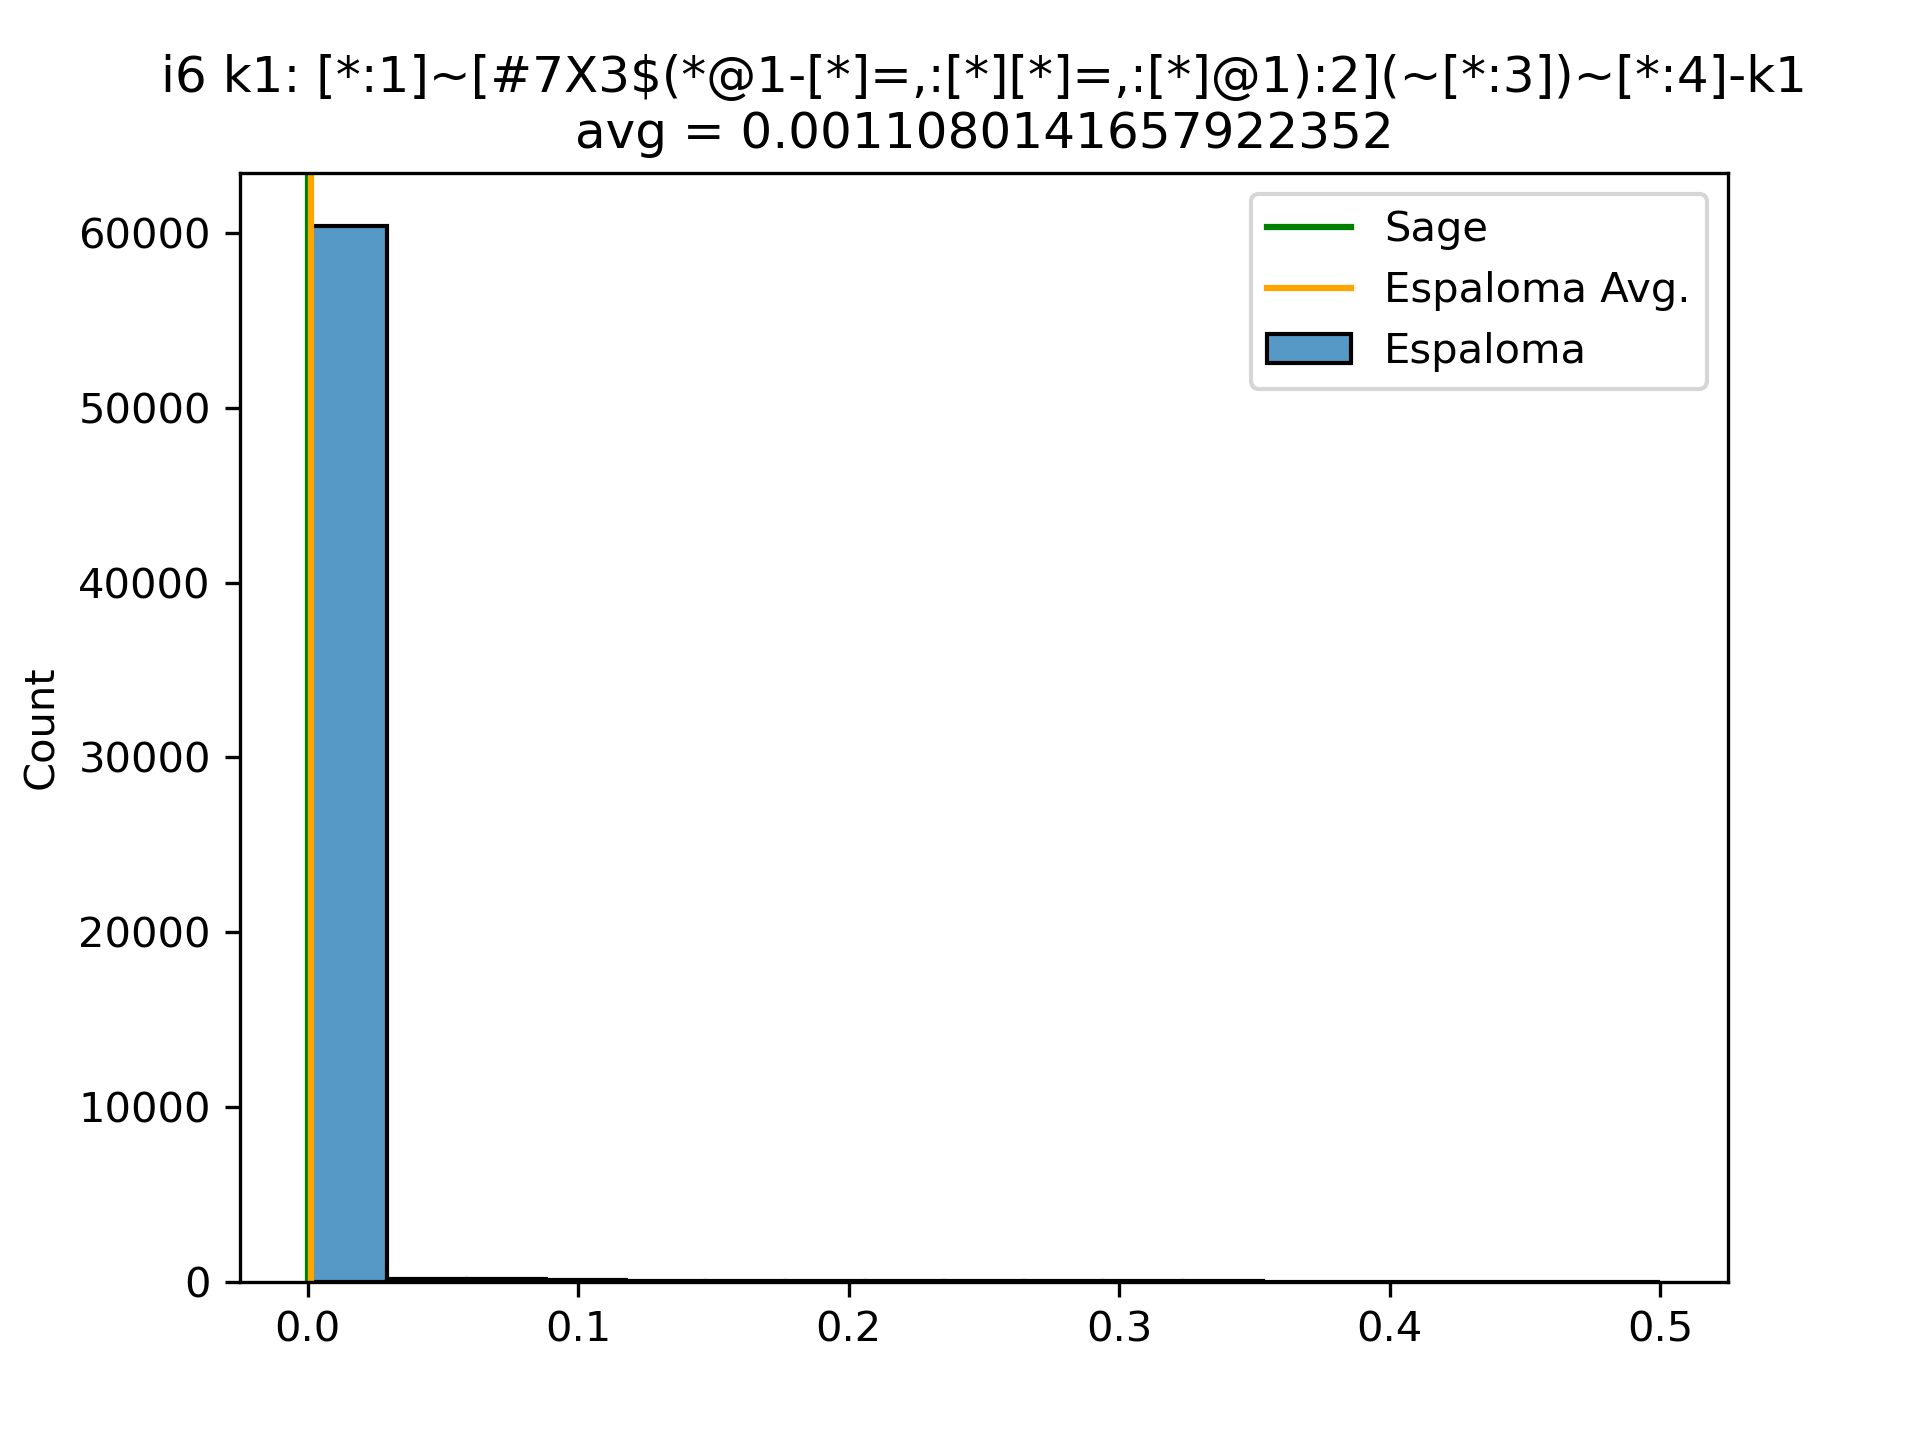 i6 k1: [*:1]~[#7X3$(*@1-[*]=,:[*][*]=,:[*]@1):2](~[*:3])~[*:4]-k1
avg = 0.0011080141657922352
Sage
Espaloma Avg.
Espaloma
60000
50000
40000
30000
20000
10000
0
Count
0.0 0.1 0.2 0.3 0.4 0.5